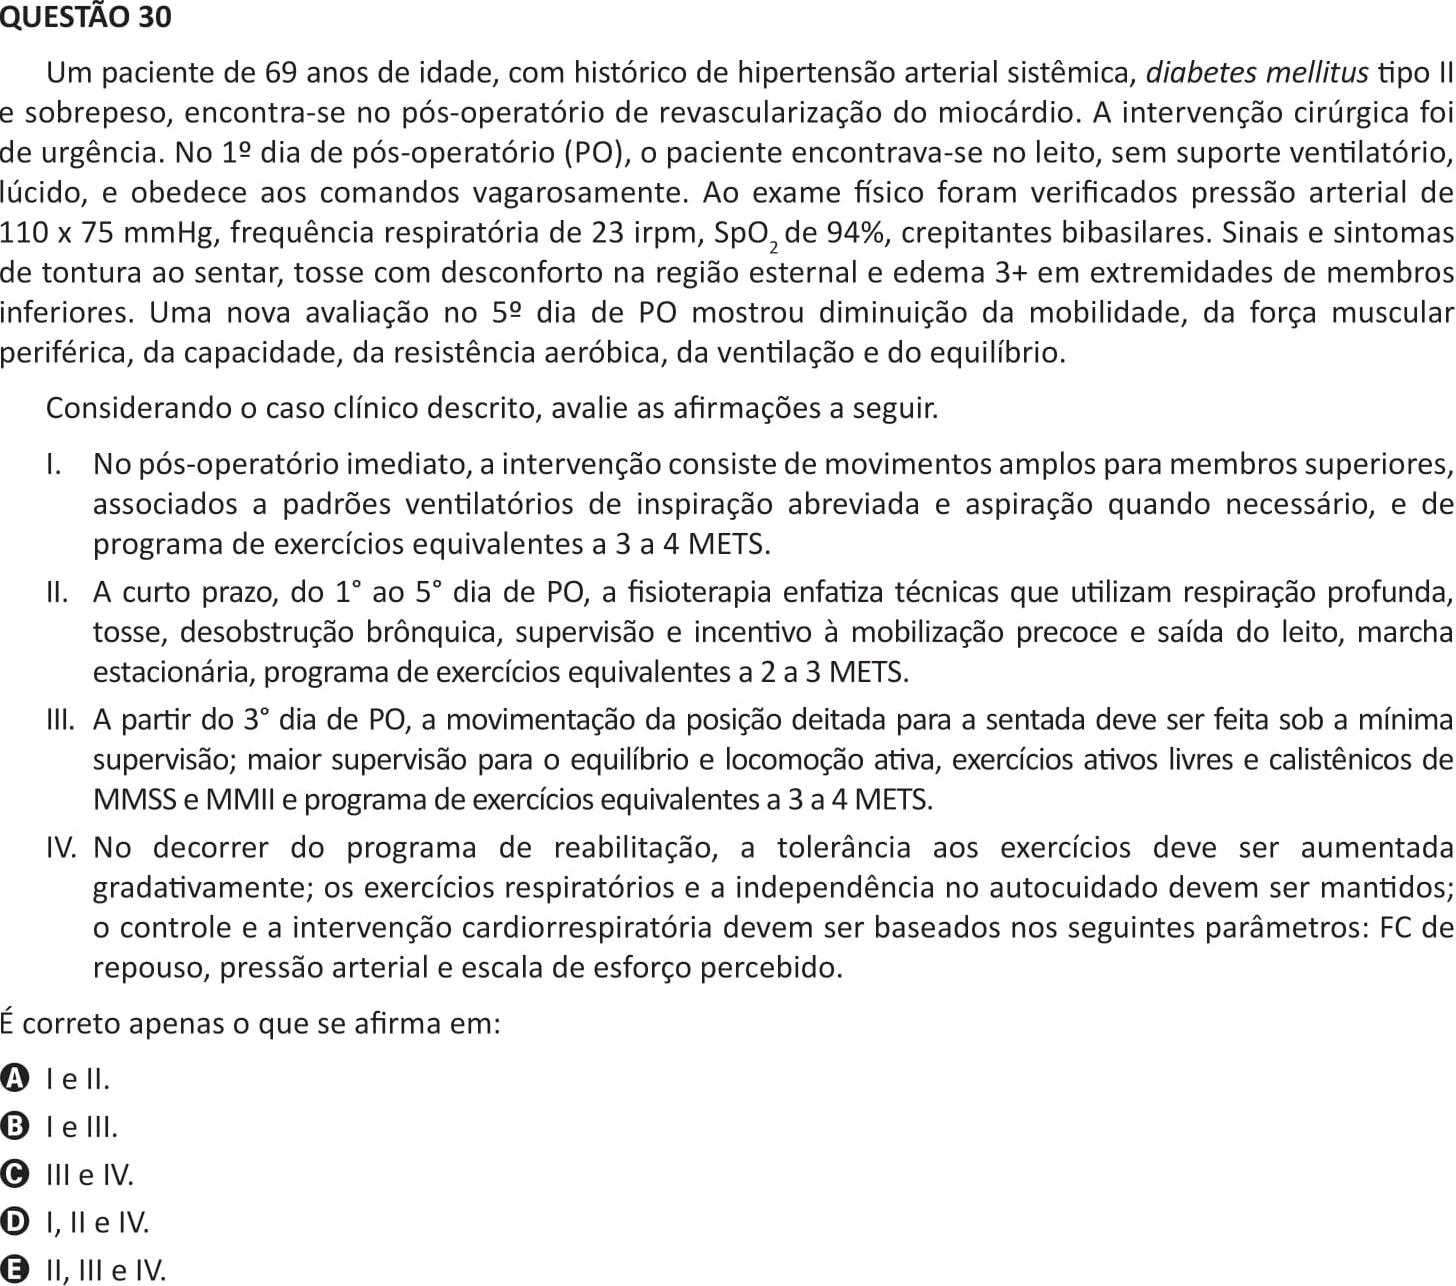 QUESTÃO 30
Um paciente de 69 anos de idade, com histórico de hipertensão arterial sistêmica, diabetes mellitus tipo II
e sobrepeso, encontra-se no pós-operatório de revascularização do miocárdio. A intervenção cirúrgica foi
de urgência. No 1º dia de pós-operatório (PO), o paciente encontrava-se no leito, sem suporte ventilatório,
lúcido, e obedece aos comandos vagarosamente. Ao exame físico foram verificados pressão arterial de
110 x 75 mmHg, frequência respiratória de 23 irpm, SpO₂ de 94%, crepitantes bibasilares. Sinais e sintomas
de tontura ao sentar, tosse com desconforto na região esternal e edema 3+ em extremidades de membros
inferiores. Uma nova avaliação no 5º dia de PO mostrou diminuição da mobilidade, da força muscular
periférica, da capacidade, da resistência aeróbica, da ventilação e do equilíbrio.
Considerando o caso clínico descrito, avalie as afirmações a seguir.
I. No pós-operatório imediato, a intervenção consiste de movimentos amplos para membros superiores,
associados a padrões ventilatórios de inspiração abreviada e aspiração quando necessário, e de
programa de exercícios equivalentes a 3 a 4 METS.
II. A curto prazo, do 1° ao 5° dia de PO, a fisioterapia enfatiza técnicas que utilizam respiração profunda,
tosse, desobstrução brônquica, supervisão e incentivo à mobilização precoce e saída do leito, marcha
estacionária, programa de exercícios equivalentes a 2 a 3 METS.
III. A partir do 3° dia de PO, a movimentação da posição deitada para a sentada deve ser feita sob a mínima
supervisão; maior supervisão para o equilíbrio e locomoção ativa, exercícios ativos livres e calistênicos de
MMSS e MMII e programa de exercícios equivalentes a 3 a 4 METS.
IV. No decorrer do programa de reabilitação, a tolerância aos exercícios deve ser aumentada
gradativamente; os exercícios respiratórios e a independência no autocuidado devem ser mantidos;
o controle e a intervenção cardiorrespiratória devem ser baseados nos seguintes parâmetros: FC de
repouso, pressão arterial e escala de esforço percebido.
É correto apenas o que se afirma em:
A I e II.
B I e III.
C III e IV.
D I, II e IV.
E II, III e IV.